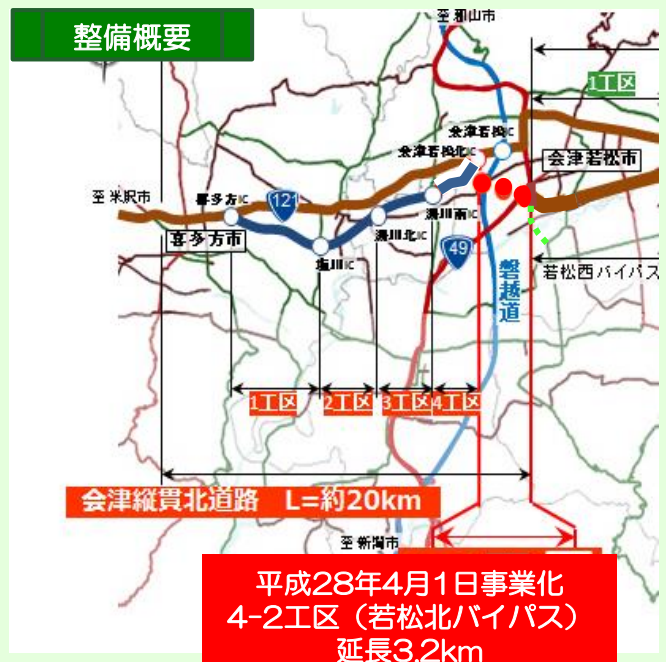 整備概要
至 郡山市
1工区
会津若松IC
会津若松北IC
会津若松市
至 米沢市
喜多方IC
121
湯川南IC
喜多方市
湯川北IC
49
塩川IC
若松西バイパス
磐越道
1工区
2工区
3工区
4工区
会津縦貫北道路 L=約20km
至 新潟市
平成28年4月1日事業化
4-2工区（若松北バイパス）
延長3.2km